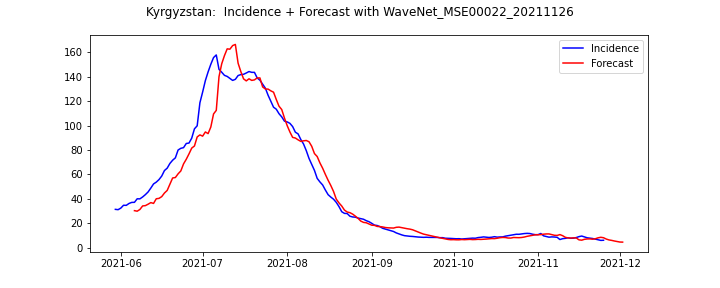 Kyrgyzstan:  Incidence + Forecast with WaveNet_MSE00022_20211126
Incidence
Forecast
160
140
120
100
80
60
40
20
0
2021-06 2021-07 2021-08 2021-09 2021-10 2021-11 2021-12